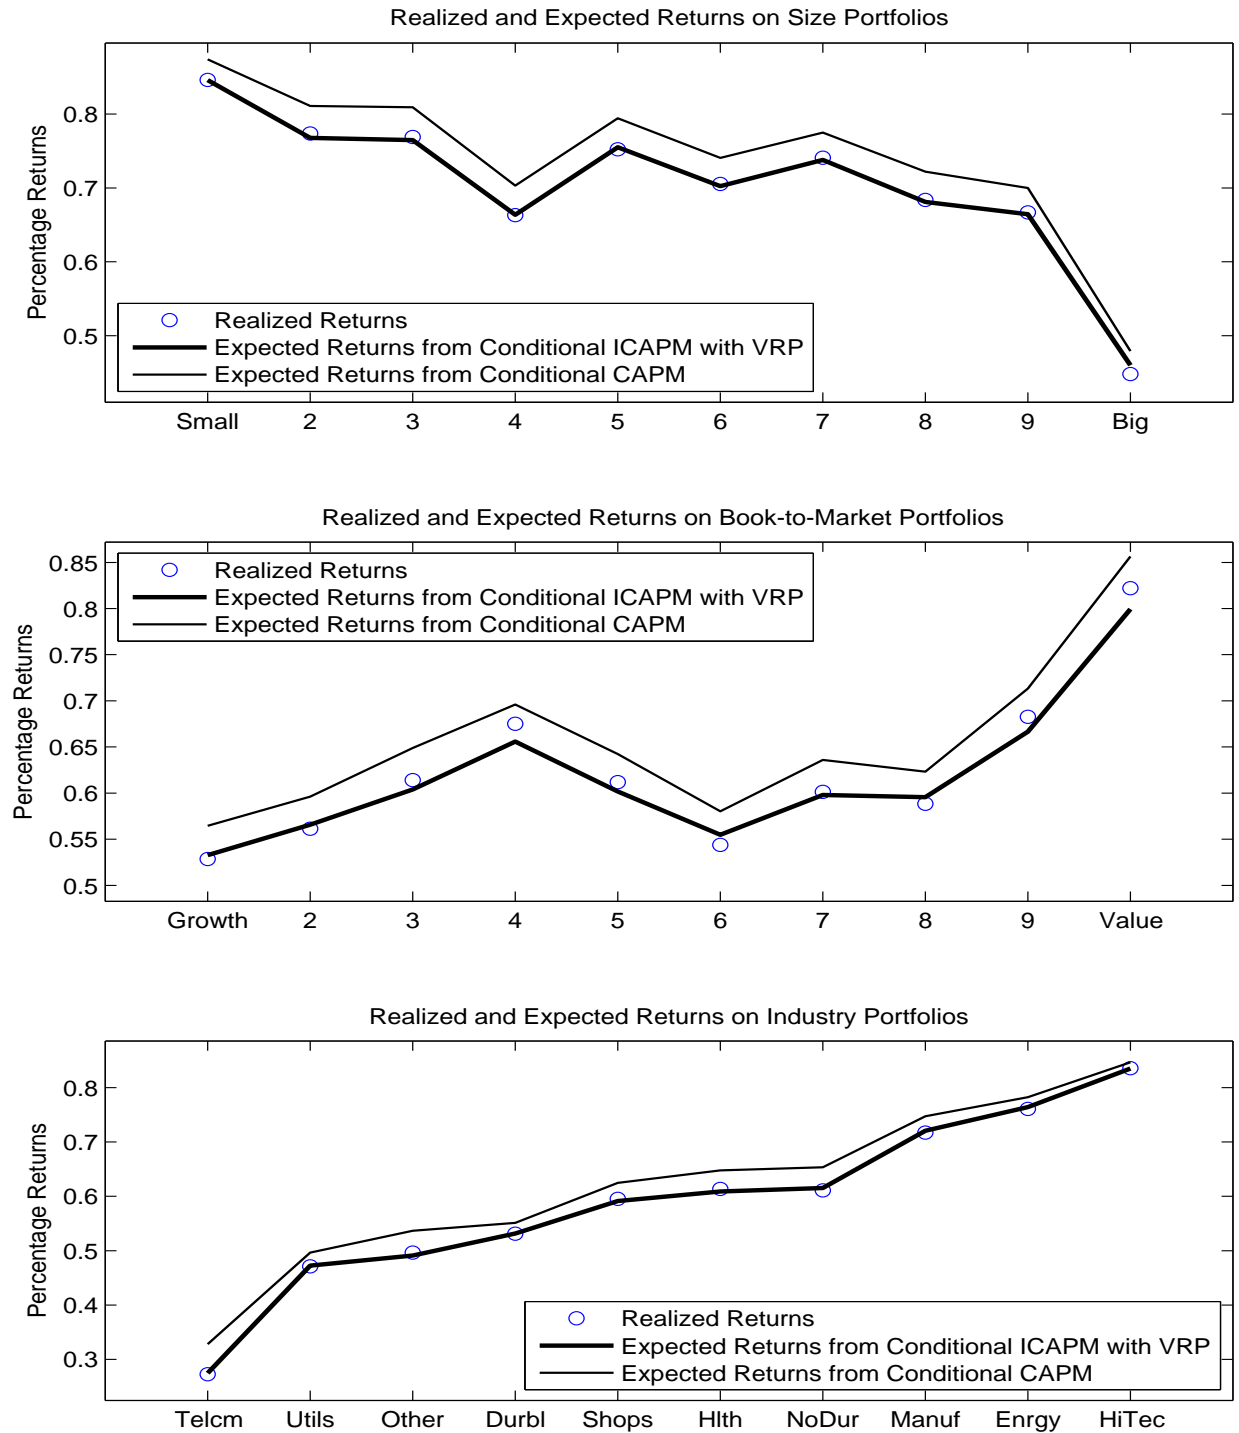 Realized and Expected Returns on Size Portfolios
Percentage Returns
0.8
0.7
0.6
0.5
Realized Returns
Expected Returns from Conditional ICAPM with VRP
Expected Returns from Conditional CAPM
Small 2 3 4 5 6 7 8 9 Big
Realized and Expected Returns on Book-to-Market Portfolios
Percentage Returns
0.85
0.8
0.75
0.7
0.65
0.6
0.55
0.5
Realized Returns
Expected Returns from Conditional ICAPM with VRP
Expected Returns from Conditional CAPM
Growth 2 3 4 5 6 7 8 9 Value
Realized and Expected Returns on Industry Portfolios
Percentage Returns
0.8
0.7
0.6
0.5
0.4
0.3
Realized Returns
Expected Returns from Conditional ICAPM with VRP
Expected Returns from Conditional CAPM
Telcm Utils Other Durbl Shops Hlth NoDur Manuf Enrgy HiTec